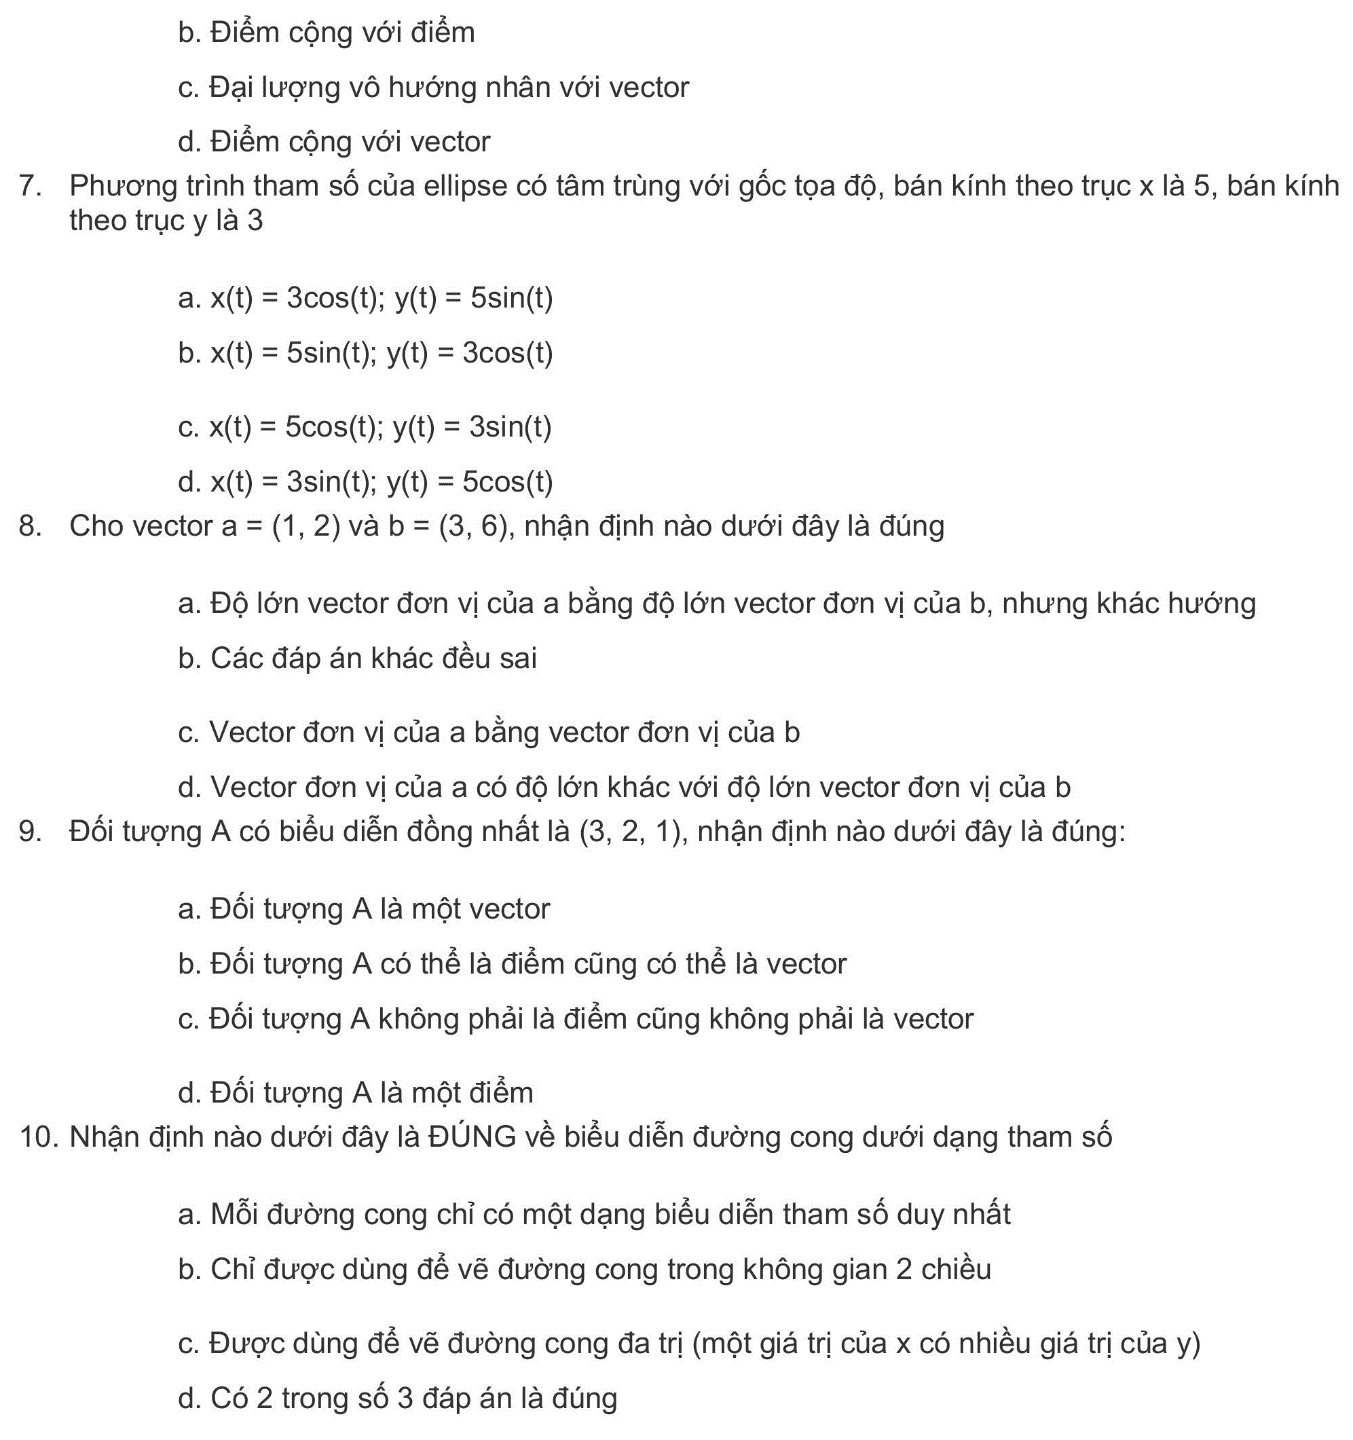 b. Điểm cộng với điểm
c. Đại lượng vô hướng nhân với vector
d. Điểm cộng với vector
7. Phương trình tham số của ellipse có tâm trùng với gốc tọa độ, bán kính theo trục x là 5, bán kính
theo trục y là 3
a. x(t) = 3cos(t); y(t) = 5sin(t)
b. x(t) = 5sin(t); y(t) = 3cos(t)
c. x(t) = 5cos(t); y(t) = 3sin(t)
d. x(t) = 3sin(t); y(t) = 5cos(t)
8. Cho vector a = (1, 2) và b = (3, 6), nhận định nào dưới đây là đúng
a. Độ lớn vector đơn vị của a bằng độ lớn vector đơn vị của b, nhưng khác hướng
b. Các đáp án khác đều sai
c. Vector đơn vị của a bằng vector đơn vị của b
d. Vector đơn vị của a có độ lớn khác với độ lớn vector đơn vị của b
9. Đối tượng A có biểu diễn đồng nhất là (3, 2, 1), nhận định nào dưới đây là đúng:
a. Đối tượng A là một vector
b. Đối tượng A có thể là điểm cũng có thể là vector
c. Đối tượng A không phải là điểm cũng không phải là vector
d. Đối tượng A là một điểm
10. Nhận định nào dưới đây là ĐÚNG về biểu diễn đường cong dưới dạng tham số
a. Mỗi đường cong chỉ có một dạng biểu diễn tham số duy nhất
b. Chỉ được dùng để vẽ đường cong trong không gian 2 chiều
c. Được dùng để vẽ đường cong đa trị (một giá trị của x có nhiều giá trị của y)
d. Có 2 trong số 3 đáp án là đúng